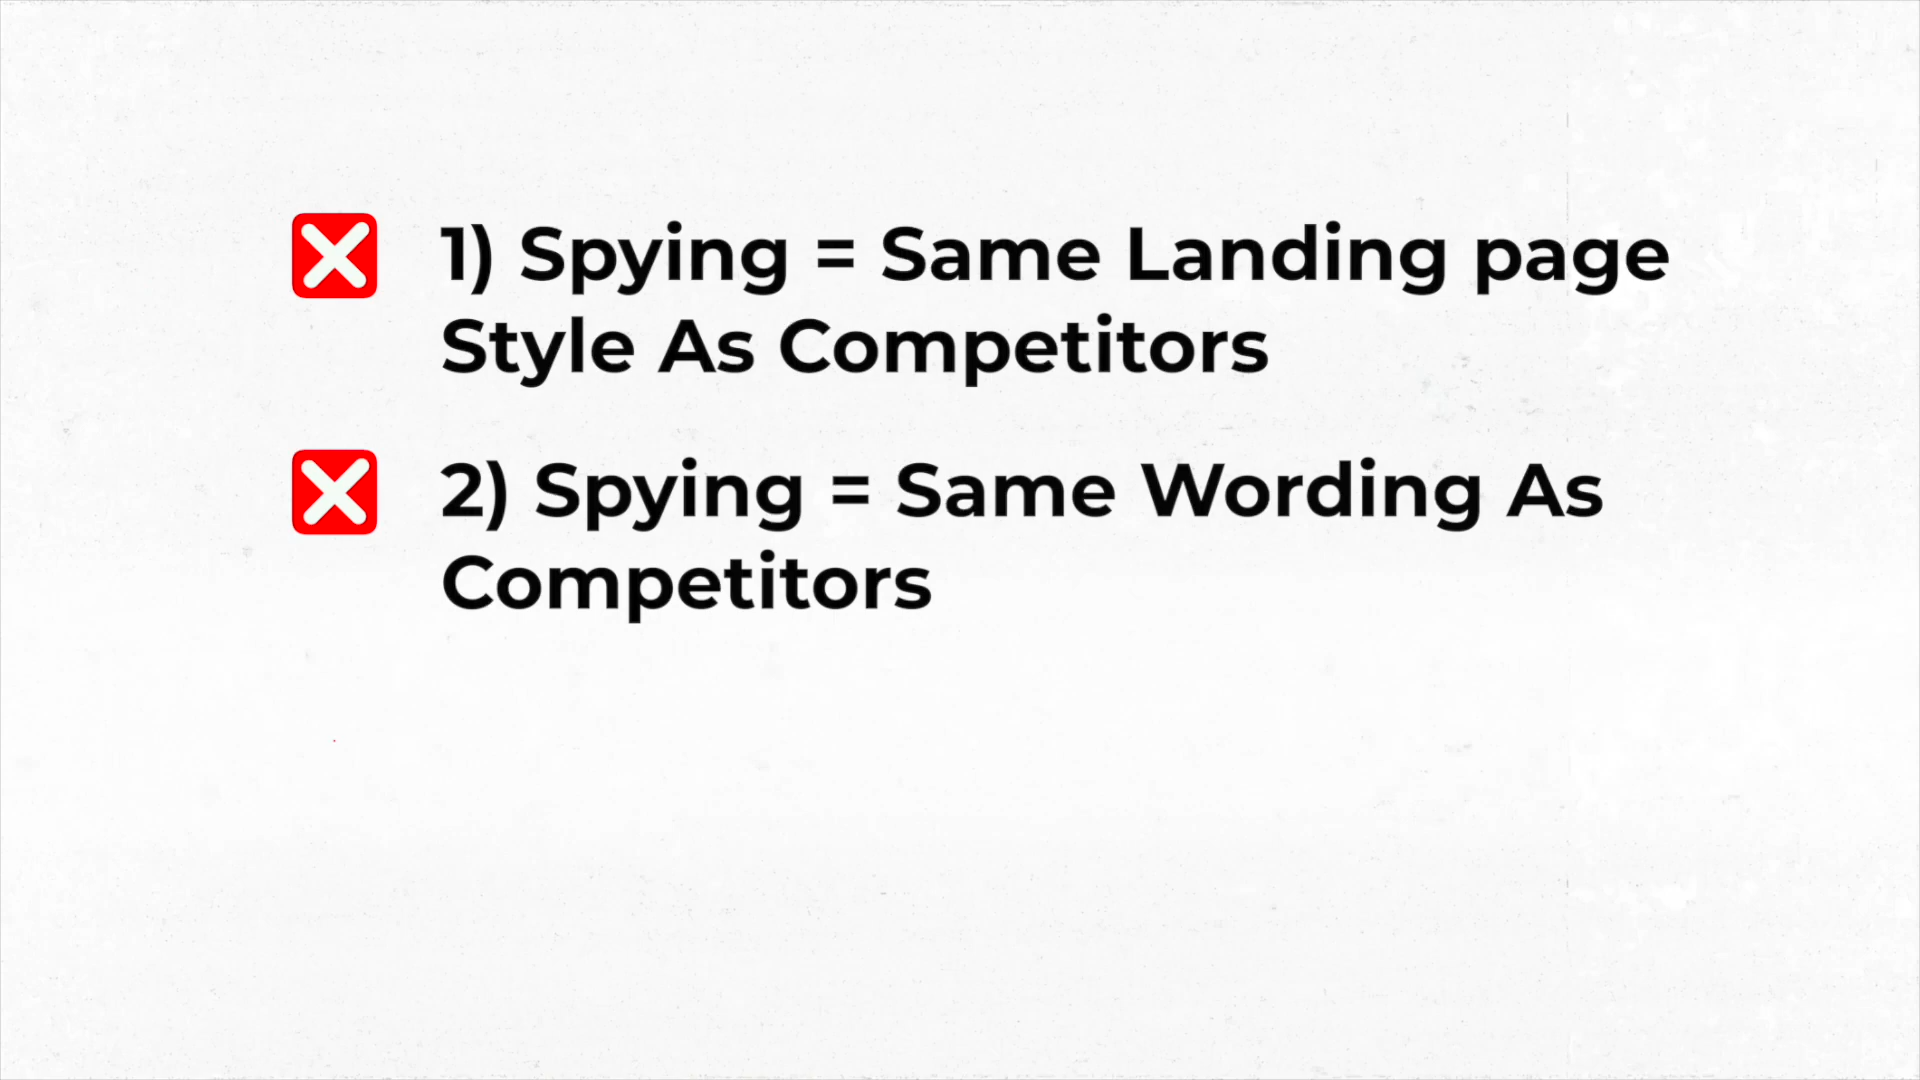 1) Spying = Same Landing page
Style As Competitors
2) Spying = Same Wording As
Competitors